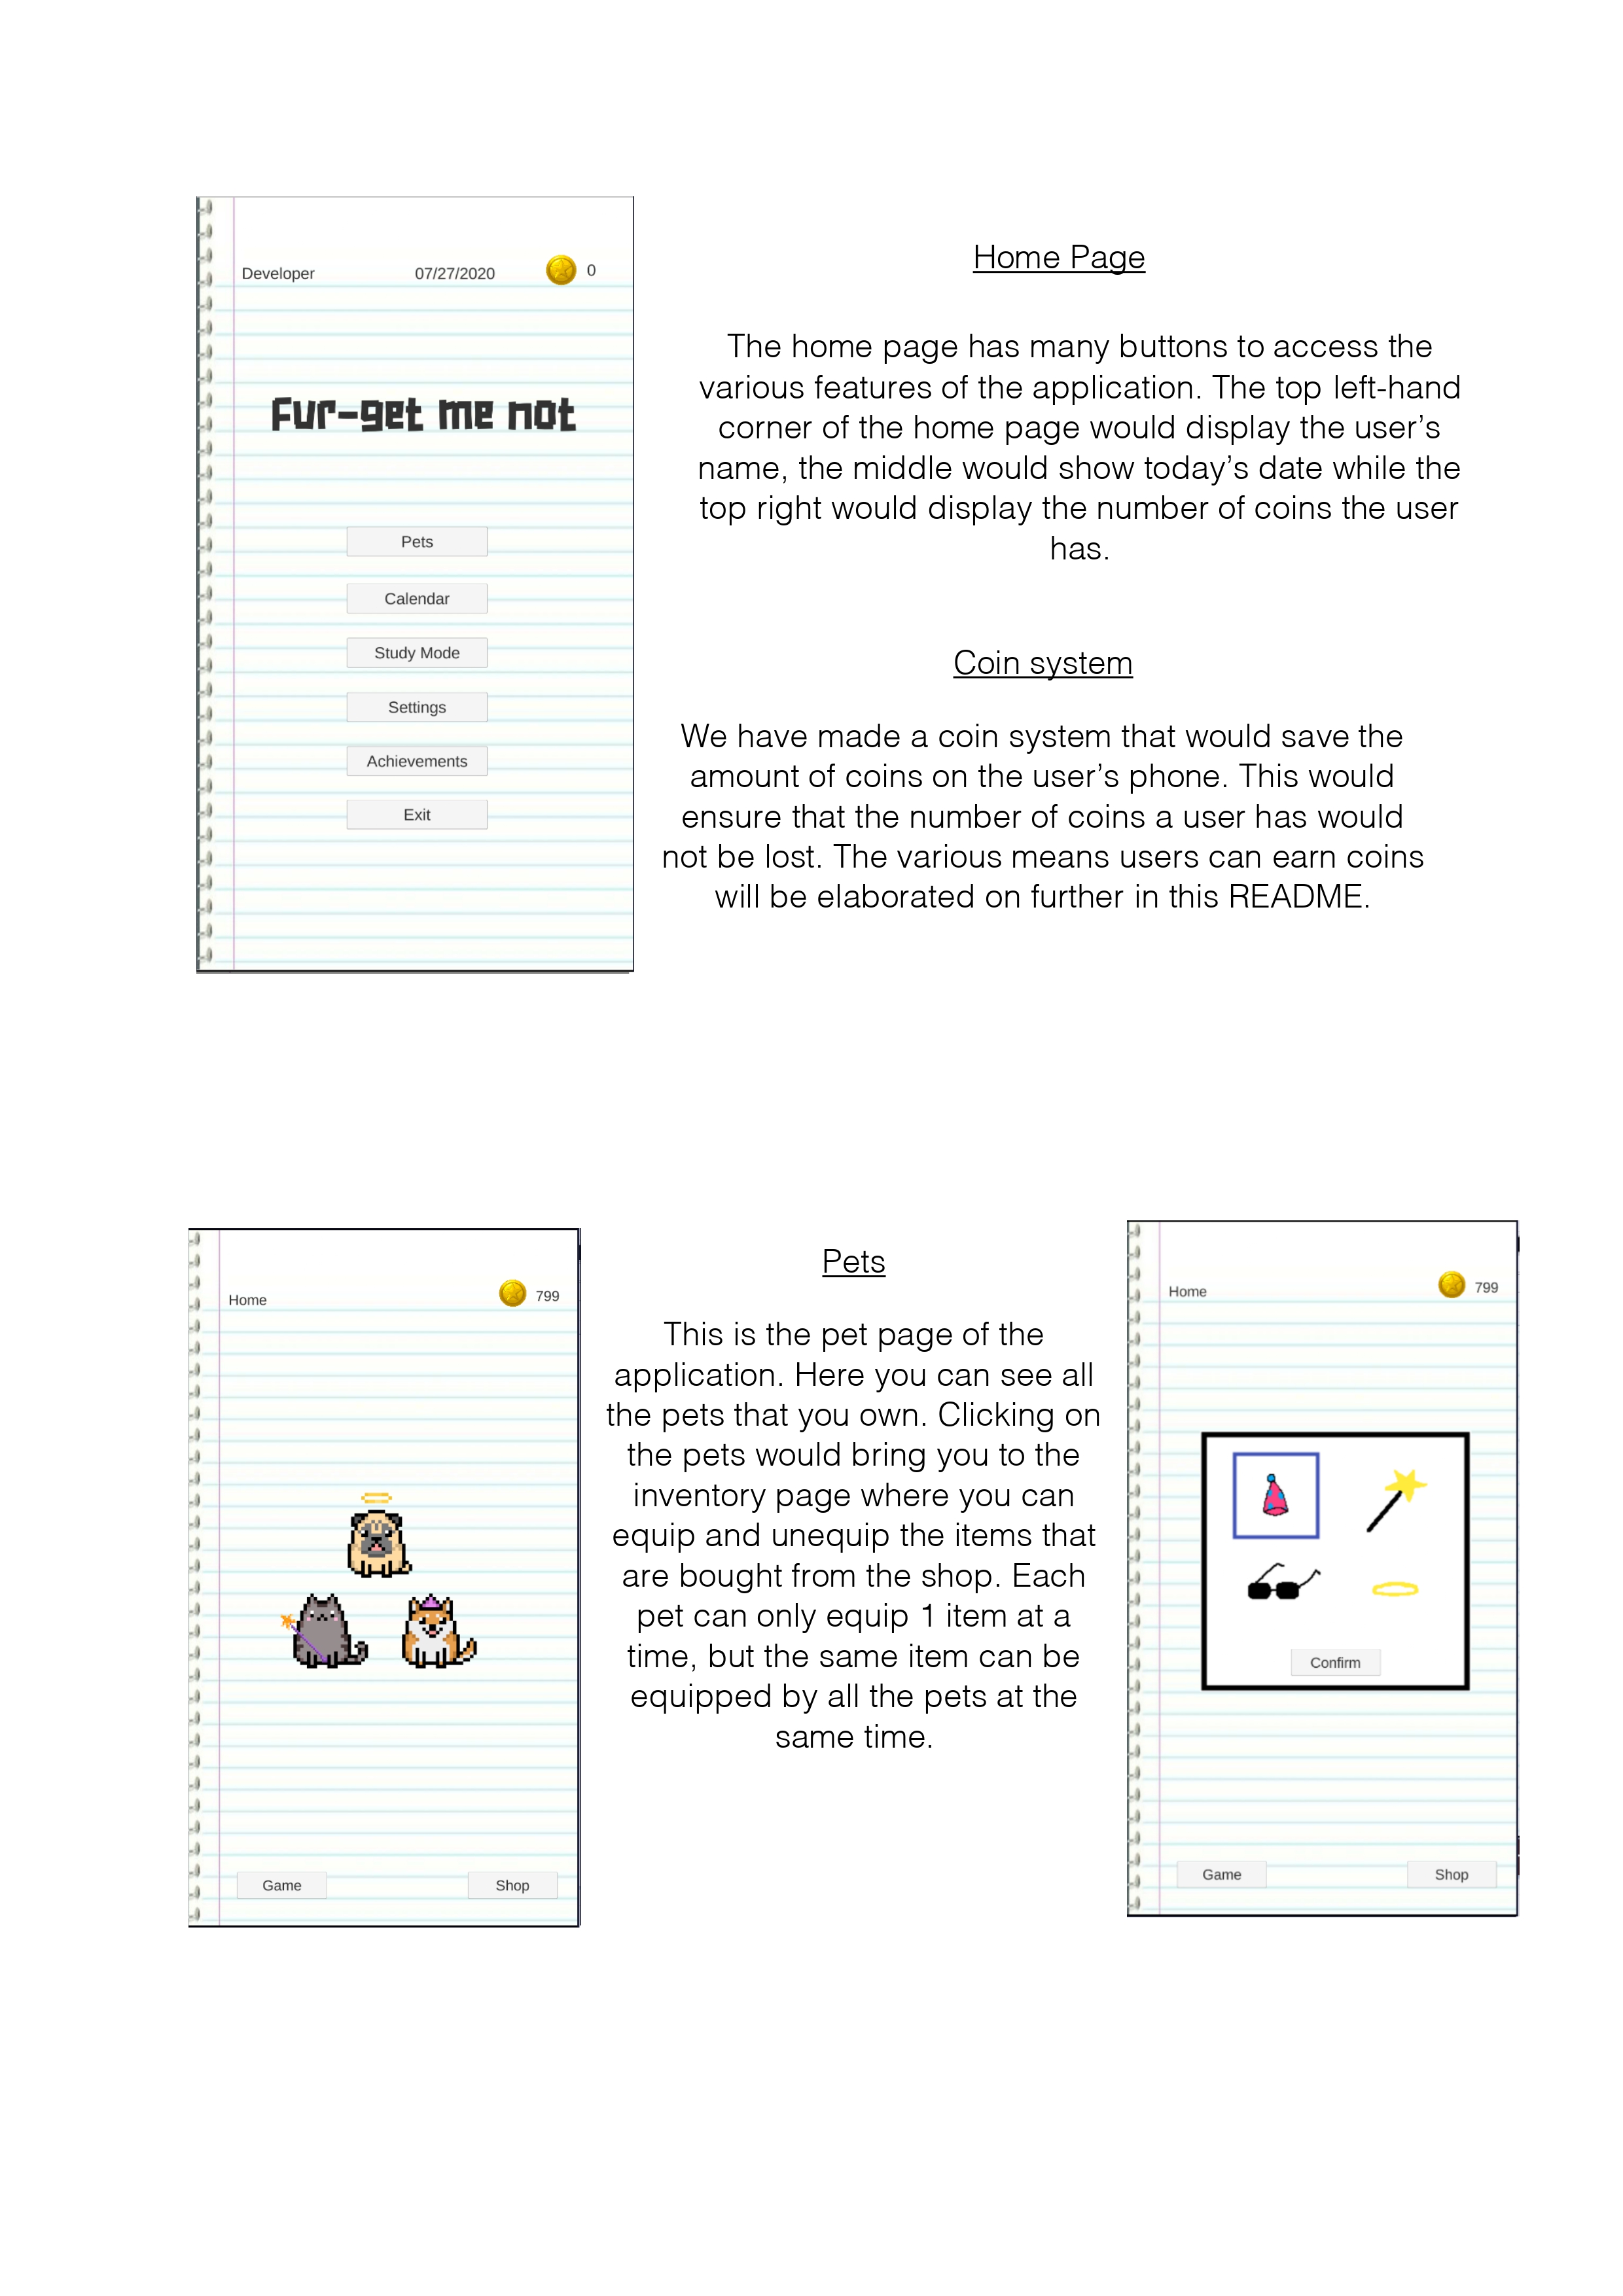 Developer 07/27/2020 0
Fur-get me not
Pets
Calendar
Study Mode
Settings
Achievements
Exit
Home Page
The home page has many buttons to access the
various features of the application. The top left-hand
corner of the home page would display the user's
name, the middle would show today's date while the
top right would display the number of coins the user
has.
Coin system
We have made a coin system that would save the
amount of coins on the user's phone. This would
ensure that the number of coins a user has would
not be lost. The various means users can earn coins
will be elaborated on further in this README.
Home 799
Game Shop
Pets
This is the pet page of the
application. Here you can see all
the pets that you own. Clicking on
the pets would bring you to the
inventory page where you can
equip and unequip the items that
are bought from the shop. Each
pet can only equip 1 item at a
time, but the same item can be
equipped by all the pets at the
same time.
Home 799
Confirm
Game Shop